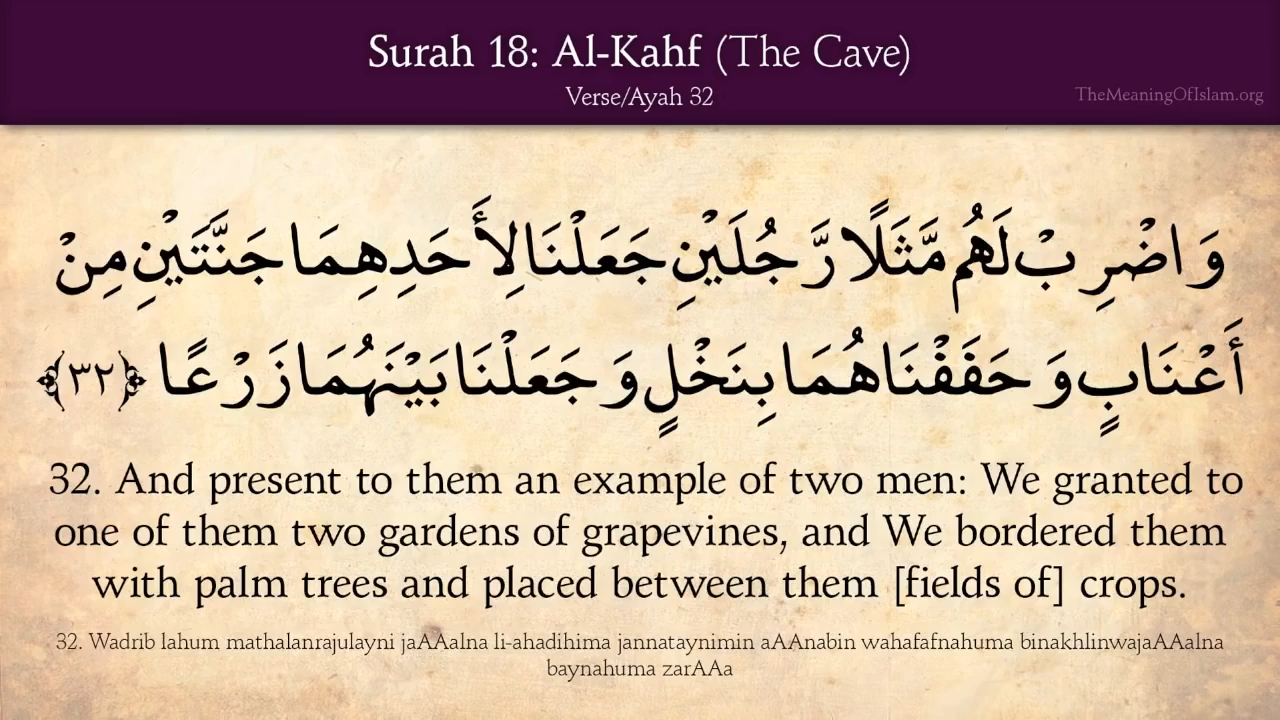 Surah 18: Al-Kahf (The Cave)
Verse/Ayah 32
TheMeaningOfIslam.org
وَاضْرِبْ لَهُم مَّثَلًا رَّجُلَيْنِ جَعَلْنَا لِأَحَدِهِمَا جَنَّتَيْنِ مِنْ
أَعْنَابٍ وَحَفَفْنَاهُمَا بِنَخْلٍ وَجَعَلْنَا بَيْنَهُمَا زَرْعًا ﴿٣٢﴾
32. And present to them an example of two men: We granted to
one of them two gardens of grapevines, and We bordered them
with palm trees and placed between them [fields of] crops.
32. Wadrib lahum mathalanrajulayni jaAAalna li-ahadihima jannataynimin aAAnabin wahafafnahuma binakhlinwajaAAalna
baynahuma zarAAa